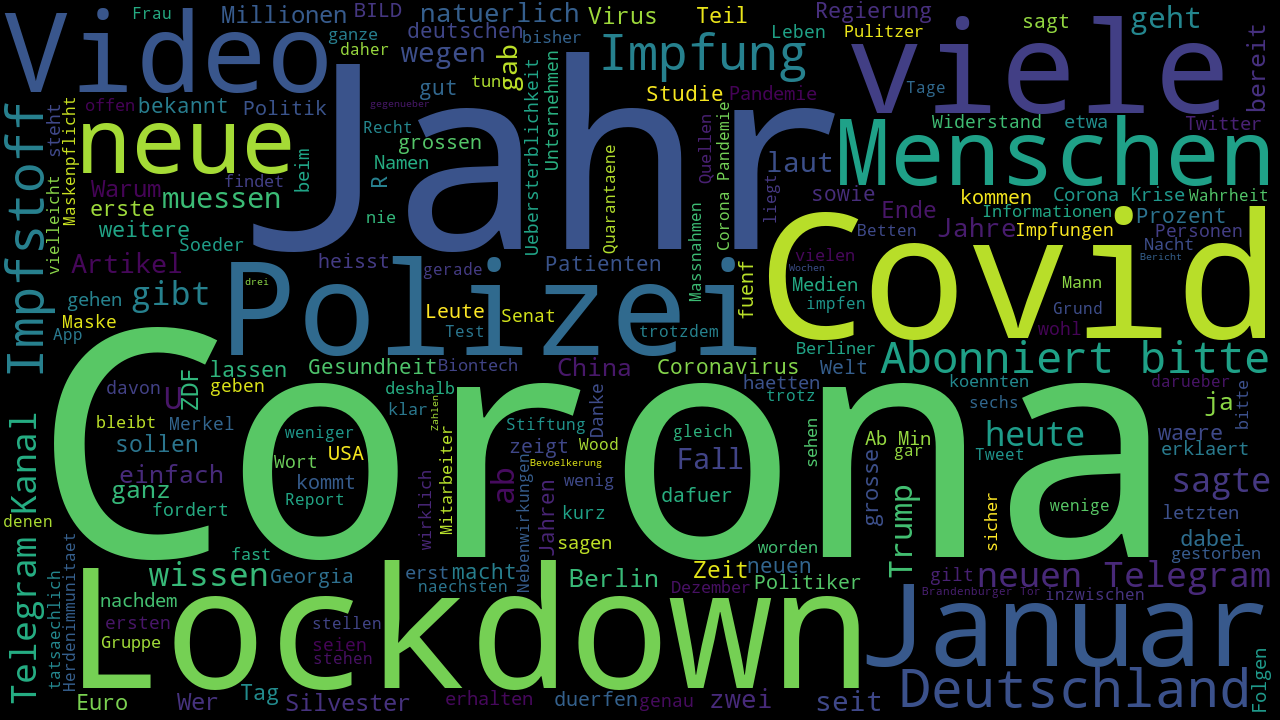 Frau Millionen BILD natuerlich Virus Teil Regierung sagt geht
Video ganze deutschen bisher Leben Pulitzer viele
daher wegen gab Impfung bereit
gut tun Studie Pandemie Tage
offen bekannt Politik gegenueber Jahr
Impfstoff steht Maskenpflicht neue Recht grossen Ueberssterblichkeit Unternehmen Widerstand etwa Twitter
Menschen
Warum findet beim Namen Quarantaene Quellen Corona Pandemie laut
vielleicht erste muessen R nie liegt sowie kommen Corona Krise Wahrheit
weitere Soeder Ende Informationen Prozent
Jahre Impfungen Personen
Betten Nacht
Artikel heisst gerade Patienten Massnahmen vielen Bericht
gehen gibt drei Polizei fuenf Wochen Medien Covid Mann
Maske Leute Senat impfen Grund
App Test trotzdem wohl
Berliner
lassen Gesundheit Biontech China Coronavirus Welt Abonniert bitte
davon U ZDF geben deshalb haetten trotz koennten darueber
bleibt Merkel klar Zahlen Stiftung Danke sechs bitte ja
sollen weniger zeigt Wood gleich sehen Ab Min heute waere
Corona Wort USA Bevoelkerung Fall gar Tweet erklaert
einfach kommt wenig
ganz Report ab dafuer grosse wenige sagte
fordert wirklich Mitarbeiter Nebenwirkungen Jahren kurz Trump sicher letzten
Telegram Kanal denen sagen dabei
fast worden gestorben
wissen Georgia erst macht Berlin Zeit neuen gilt neuen Telegram
naechsten Dezember Politiker Brandenburger Tor inzwischen
tatsaechlich Herdenimmunitaet nachdem
ersten stellen Lockdown Januar
Gruppe seien
stehen
Deutschland Folgen
Euro Wer Tag Silvester erhalten duerfen genau zwei seit